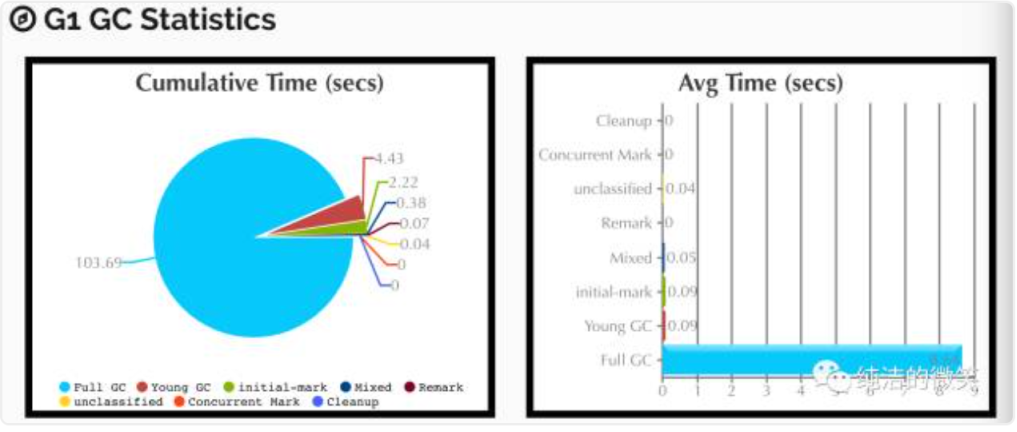 G1 GC Statistics
Cumulative Time (secs)
4.43
2.22
0.38
0.07
0.04
0
0
103.69
Full GC Young GC initial-mark Mixed Remark
unclassified Concurrent Mark Cleanup
Avg Time (secs)
Cleanup 0
Concurrent Mark 0
unclassified 0.04
Remark 0
Mixed 0.05
initial-mark 0.09
Young GC 0.09
Full GC
0 1 2 3 4 5 6 7 8 9
纯洁的微笑